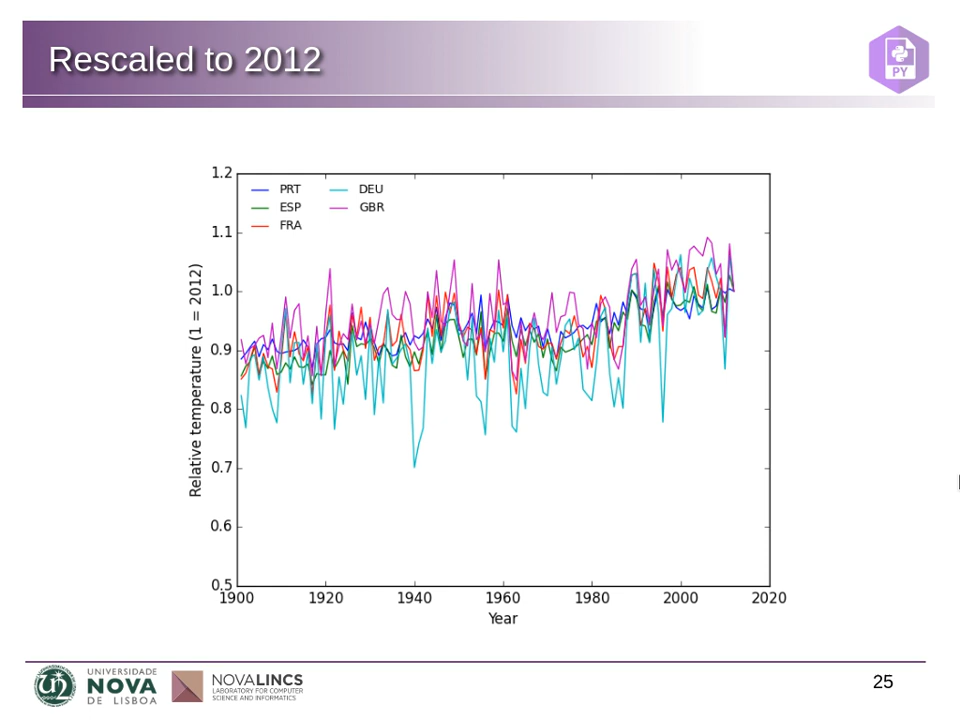 Rescaled to 2012
PY
1.2
1.1
1.0
0.9
0.8
0.7
0.6
0.5
Relative temperature (1 = 2012)
PRT
ESP
FRA
DEU
GBR
1900
1920
1940
1960
1980
2000
2020
Year
UNIVERSIDADE
NOVA
DE LISBOA
NOVALINCS
LABORATORY FOR COMPUTER
SCIENCE AND INFORMATICS
25